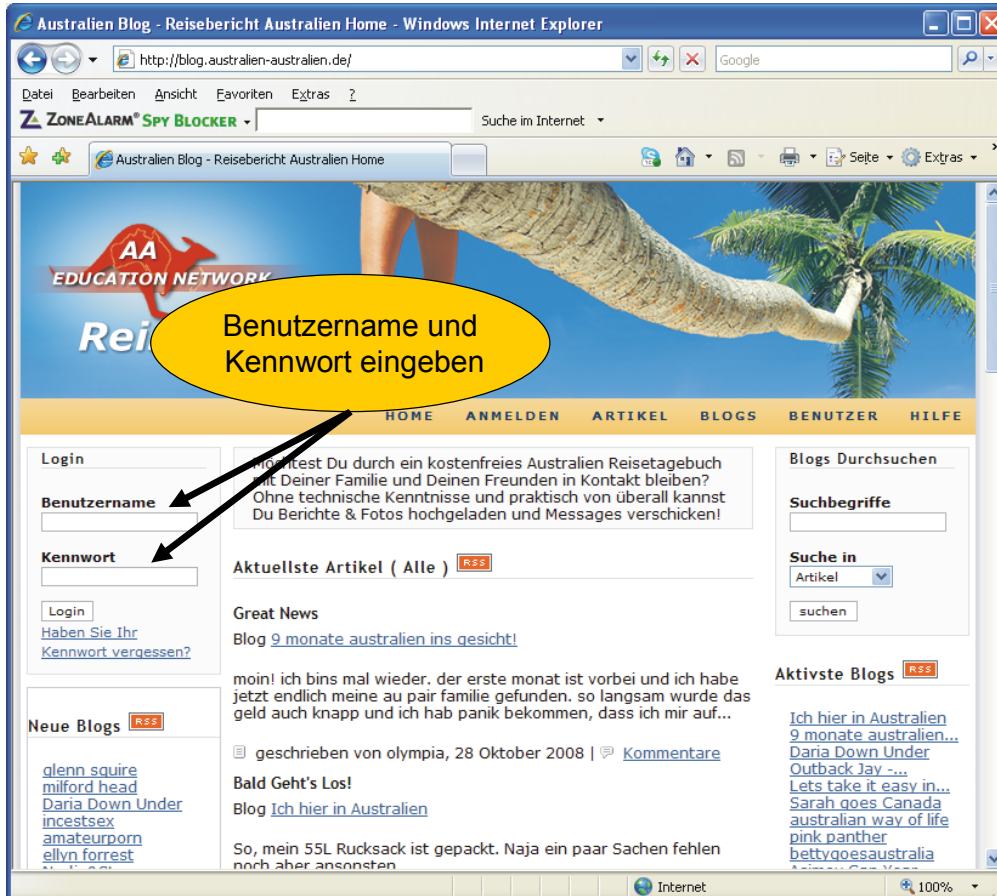 Australien Blog - Reisebericht Australien Home - Windows Internet Explorer
http://blog.australien-australien.de/
Google
Datei Bearbeiten Ansicht Favoriten Extras ?
ZONEALARM® SPY BLOCKER
Suche im Internet
Australien Blog - Reisebericht Australien Home
Seite
Extras
AA
EDUCATION NETWORK
Benutzername und
Kennwort eingeben
HOME ANMELDEN ARTIKEL BLOGS BENUTZER HILFE
Login
Benutzername
Kennwort
Login
Haben Sie Ihr
Kennwort vergessen?
Neue Blogs RSS
glenn squire
milford head
Daria Down Under
incestsex
amateurporn
ellyn forrest
Möchtest Du durch ein kostenfreies Australien Reisetagebuch
mit Deiner Familie und Deinen Freunden in Kontakt bleiben?
Ohne technische Kenntnisse und praktisch von überall kannst
Du Berichte & Fotos hochgeladen und Messages verschicken!
Aktuellste Artikel ( Alle ) RSS
Great News
Blog 9 monate australien ins gesicht!
moin! ich bins mal wieder. der erste monat ist vorbei und ich habe
jetzt endlich meine au pair familie gefunden. so langsam wurde das
geld auch knapp und ich hab panik bekommen, dass ich mir auf...
geschrieben von olympia, 28 Oktober 2008 | Kommentare
Bald Geht's Los!
Blog Ich hier in Australien
So, mein 55L Rucksack ist gepackt. Naja ein paar Sachen fehlen
noch aber ansonsten
Blogs Durchsuchen
Suchbegriffe
Suche in
Artikel
suchen
Aktivste Blogs RSS
Ich hier in Australien
9 monate australien...
Daria Down Under
Outback Jay -...
Lets take it easy in...
Sarah goes Canada
australian way of life
pink panther
bettygoesaustralia
Internet
100%